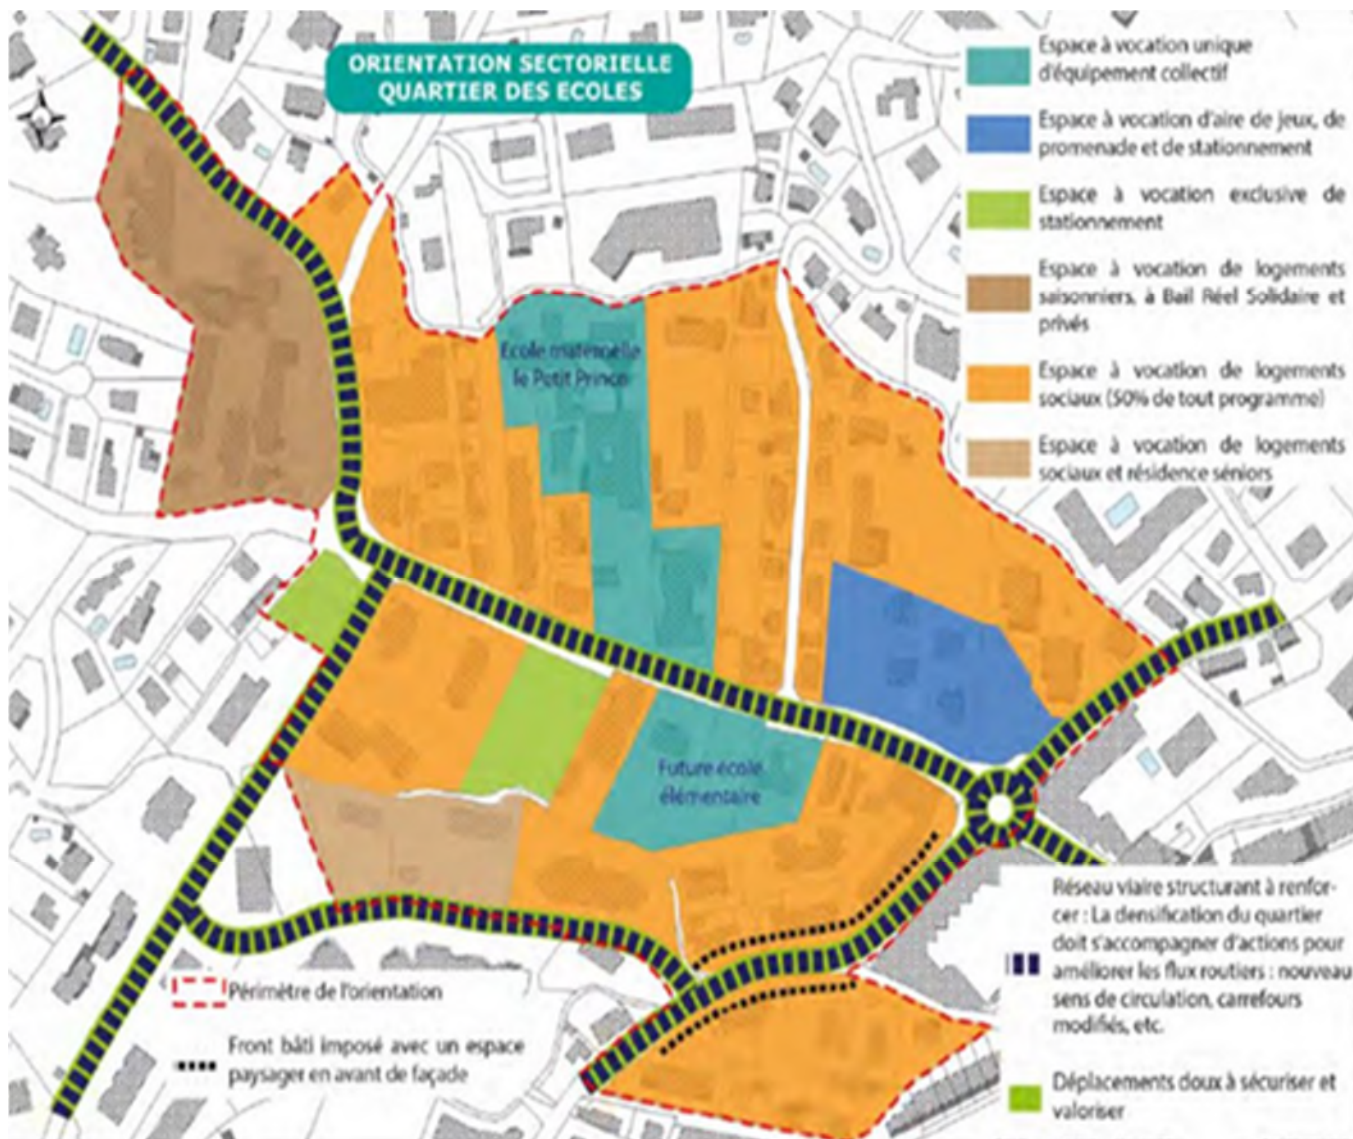 ORIENTATION SECTORIELLE
QUARTIER DES ECOLES
Espace à vocation unique
d'équipement collectif
Espace à vocation d'aire de jeux, de
promenade et de stationnement
Espace à vocation exclusive de
stationnement
Espace à vocation de logements
saisonniers, à Bail Réel Solidaire et
privés
Espace à vocation de logements
sociaux (50% de tout programme)
Espace à vocation de logements
sociaux et résidence séniors
Ecole maternelle
le Petit Prince
Future école
élémentaire
Réseau viaire structurant à renfor-
cer : La densification du quartier
doit s'accompagner d'actions pour
améliorer les flux routiers : nouveau
sens de circulation, carrefours
modifiés, etc.
Périmètre de l'orientation
Front bâti imposé avec un espace
paysager en avant de façade
Déplacements doux à sécuriser et
valoriser